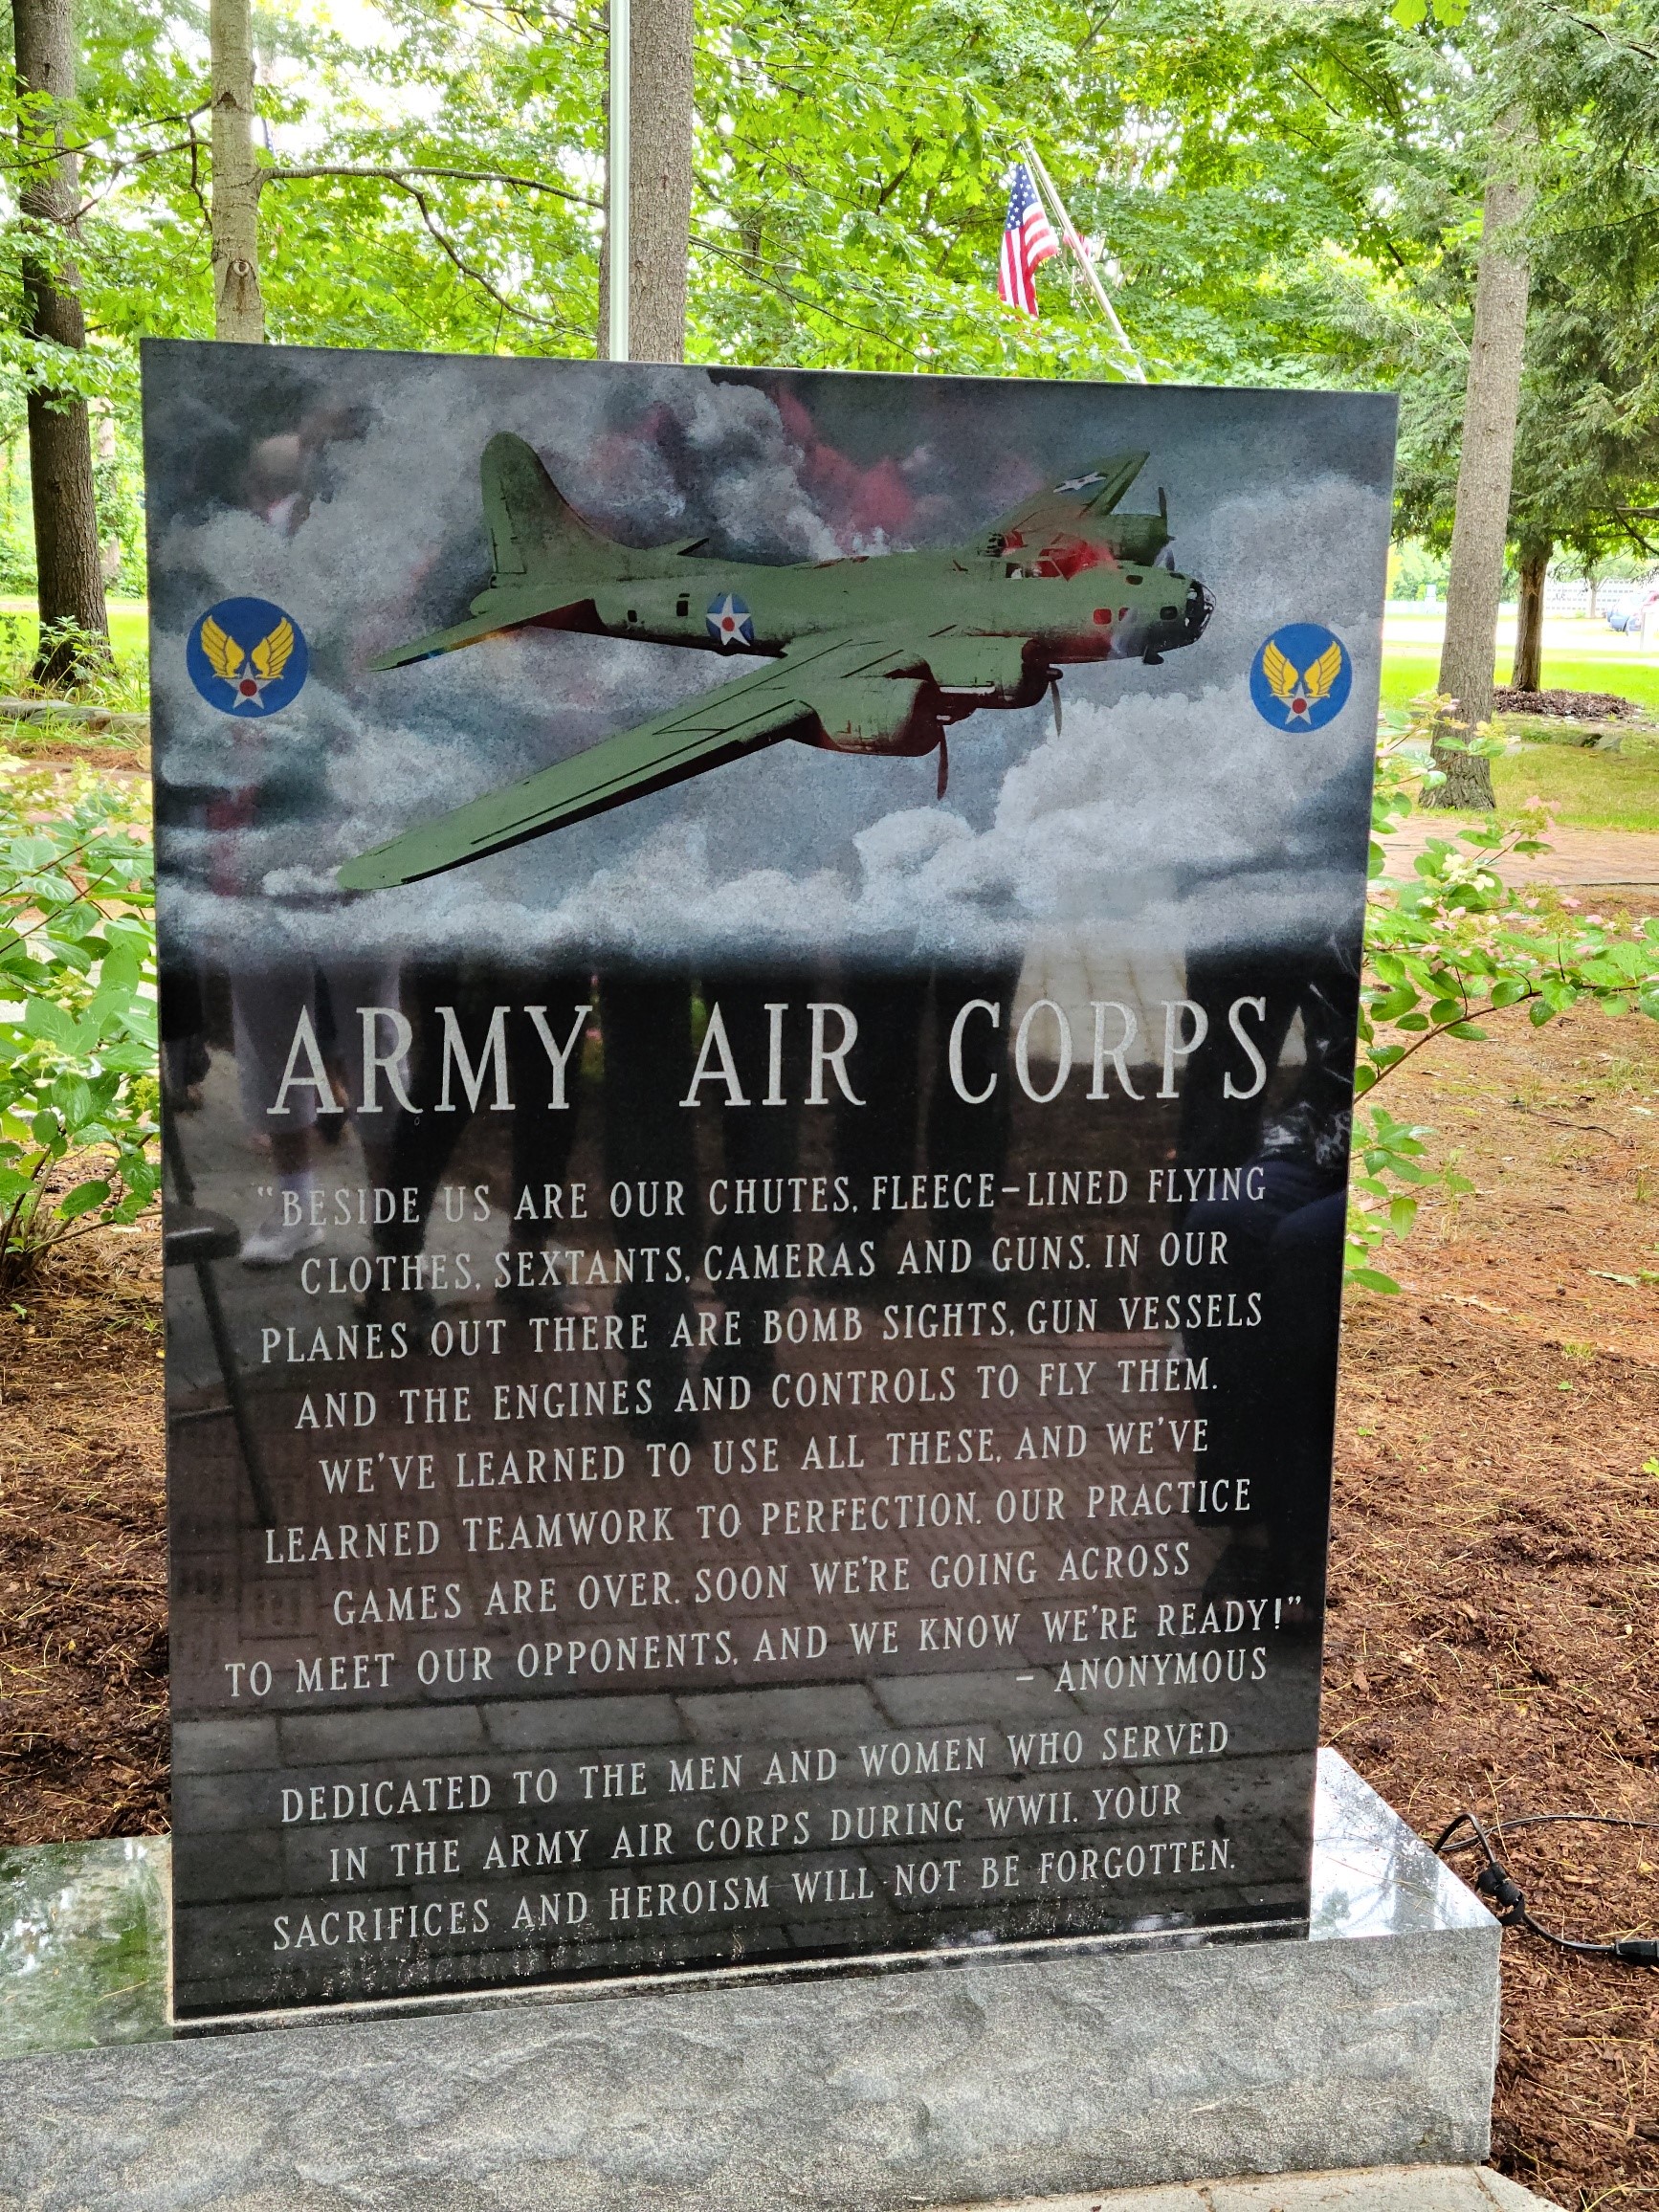 ARMY AIR CORPS
“BESIDE US ARE OUR CHUTES, FLEECE-LINED FLYING
CLOTHES, SEXTANTS, CAMERAS AND GUNS. IN OUR
PLANES OUT THERE ARE BOMB SIGHTS, GUN VESSELS
AND THE ENGINES AND CONTROLS TO FLY THEM.
WE'VE LEARNED TO USE ALL THESE, AND WE'VE
LEARNED TEAMWORK TO PERFECTION. OUR PRACTICE
GAMES ARE OVER. SOON WE'RE GOING ACROSS
TO MEET OUR OPPONENTS, AND WE KNOW WE'RE READY!”
- ANONYMOUS
DEDICATED TO THE MEN AND WOMEN WHO SERVED
IN THE ARMY AIR CORPS DURING WWII. YOUR
SACRIFICES AND HEROISM WILL NOT BE FORGOTTEN.